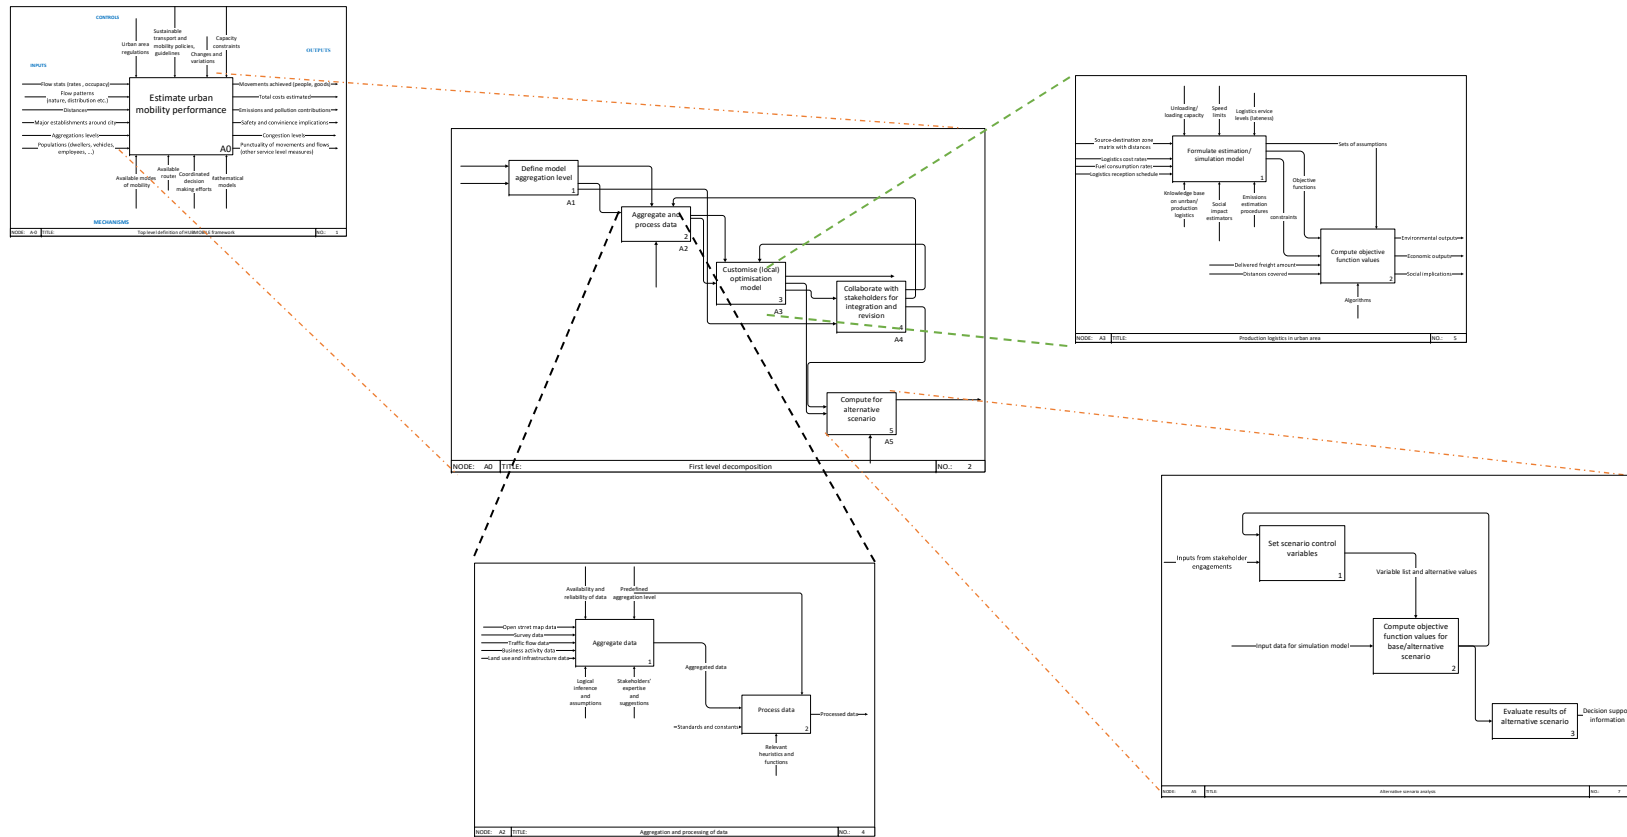 CONTROLS
Urban area
regulations
Sustainable
transport and
mobility policies,
guidelines
Changes and
variations
Capacity
constraints
OUTPUTS
INPUTS
Flow stats (rates , occupancy)
Flow patterns
(nature, distribution etc.)
Distances
Major establishments around city
Aggregations levels
Populations (dwellers, vehicles,
employees, ...)
Estimate urban
mobility performance
A0
Movements achieved (people, goods)
Total costs estimated
Emissions and pollution contributions
Safety and convinience implications
Congestion levels
Punctuality of movements and flows
(other service level measures)
Available modes
of mobility
Available
routes
Coordinated
decision
making efforts
Mathematical
models
MECHANISMS
NODE: A-0 TITLE: Top level definition of HUBMOBILE framework NO.: 1
Define model
aggregation level
1
A1
Aggregate and
process data
2
A2
Customise (local)
optimisation
model
3
A3
Collaborate with
stakeholders for
integration and
revision
4
A4
Compute for
alternative
scenario
5
A5
NODE: A0 TITLE: First level decomposition NO.: 2
Unloading/
loading capacity
Speed
limits
Logistics ervice
levels (lateness)
Source-destination zone
matrix with distances
Logistics cost rates
Fuel consumption rates
Logistics reception schedule
Formulate estimation/
simulation model
1
Sets of assumptions
Objective
functions
constraints
Knlowledge base
on urban/
production
logistics
Social
impact
estimators
Emissions
estimation
procedures
Compute objective
function values
2
Delivered freight amount
Distances covered
Environmental outputs
Economic outputs
Social implications
Algorithms
NODE: A3 TITLE: Production logistics in urban area NO.: 5
Availability and
reliability of data
Predefined
aggregation level
Open strret map data
Survey data
Traffic flow data
Business activity data
Land use and infrastructure data
Aggregate data
1
Aggregated data
Logical
inference
and
assumptions
Stakeholders'
expertise
and
suggestions
Process data
2
Standards and constants
Processed data
Relevant
heuristics and
functions
NODE: A2 TITLE: Aggregation and processing of data NO.: 4
Set scenario control
variables
1
Inputs from stakeholder
engagements
Variable list and alternative values
Compute objective
function values for
base/alternative
scenario
2
Input data for simulation model
Evaluate results of
alternative scenario
3
Decision suppo
information
NODE: A5 TITLE: Alternative scenario analysis NO.: 7